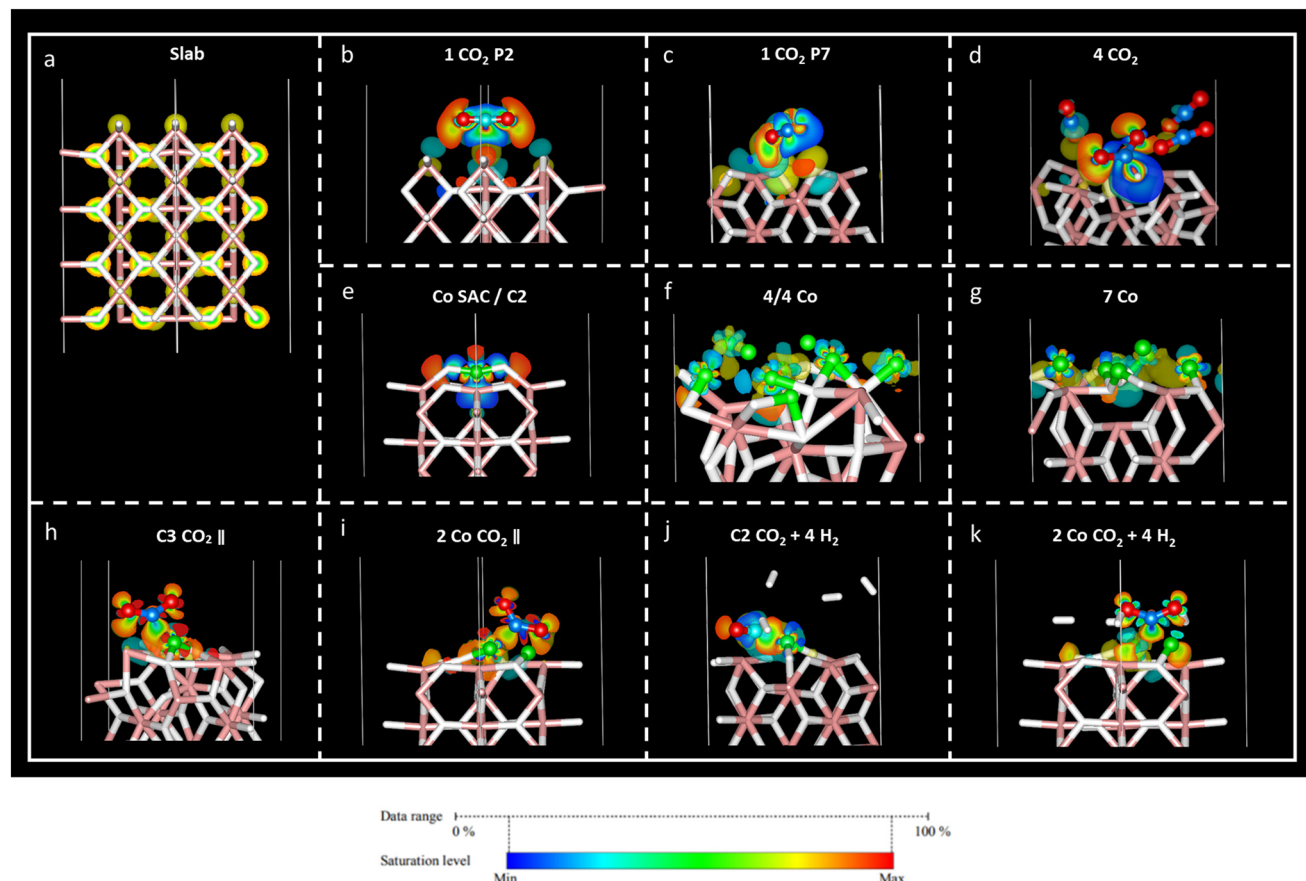 a
Slab
b
1 CO₂ P2
c
1 CO₂ P7
d
4 CO₂
e
Co SAC / C2
f
4/4 Co
g
7 Co
h
C3 CO₂ ||
i
2 Co CO₂ ||
j
C2 CO₂ + 4 H₂
k
2 Co CO₂ + 4 H₂
Data range
0 %
100 %
Saturation level
Min
Max